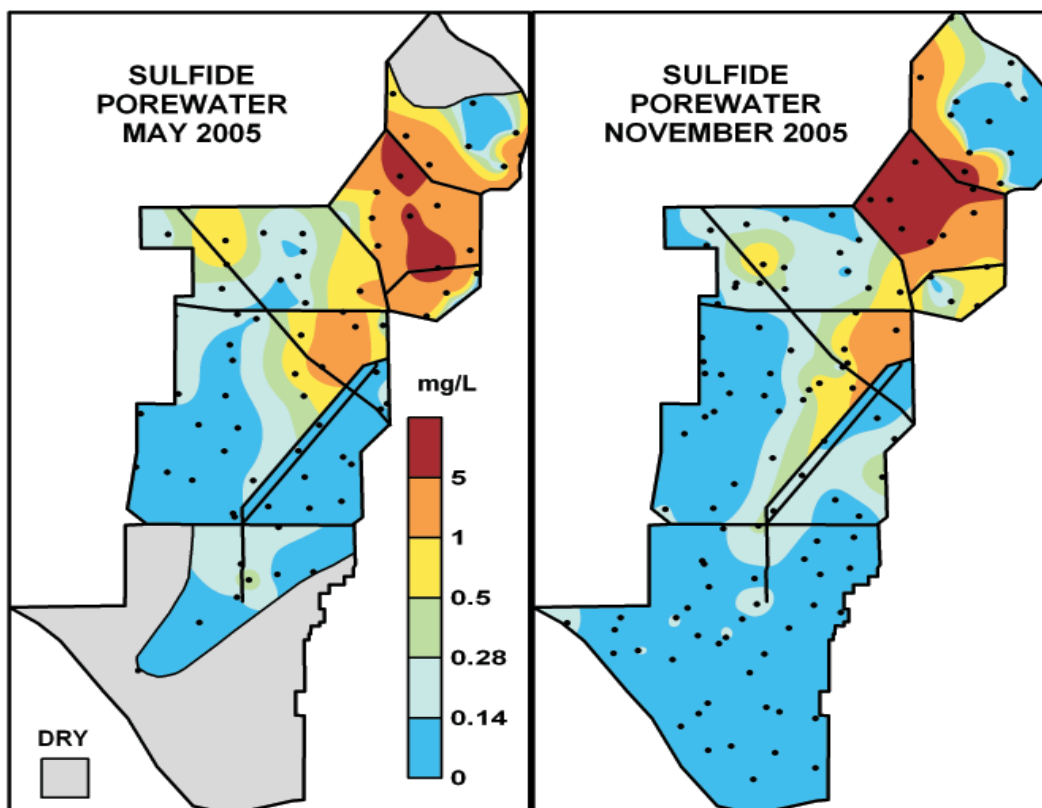 SULFIDE
POREWATER
MAY 2005
mg/L
5
1
0.5
0.28
0.14
0
DRY
SULFIDE
POREWATER
NOVEMBER 2005